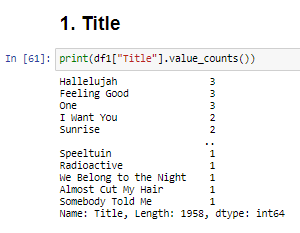 1. Title
In [61]: print(df1["Title"].value_counts())
Hallelujah 3
Feeling Good 3
One 3
I Want You 2
Sunrise 2
..
Speeltuin 1
Radioactive 1
We Belong to the Night 1
Almost Cut My Hair 1
Somebody Told Me 1
Name: Title, Length: 1958, dtype: int64